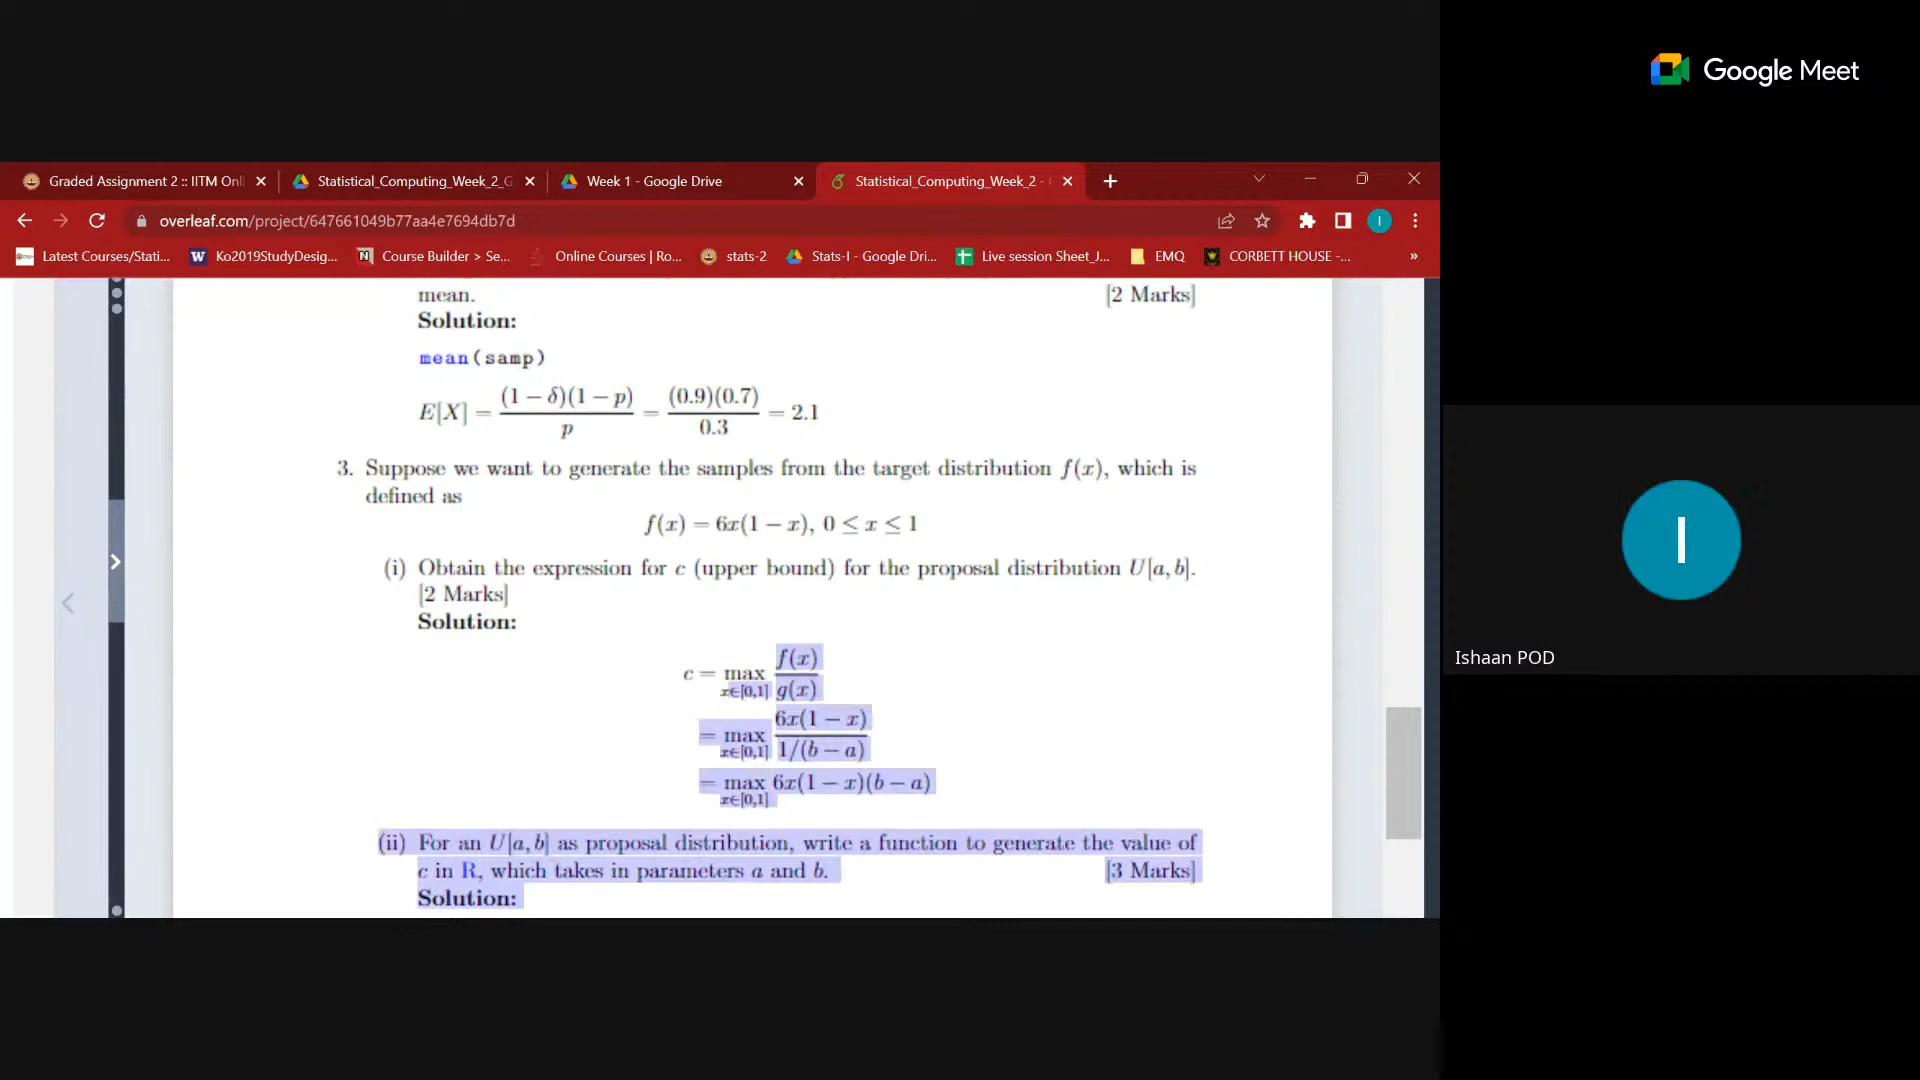 Google Meet
Graded Assignment 2 :: IITM Onl
Statistical_Computing_Week_2_G
Week 1 - Google Drive
Statistical_Computing_Week_2 -
overleaf.com/project/647661049b77aa4e7694db7d
I
Latest Courses/Stati...
Ko2019StudyDesig...
Course Builder > Se...
Online Courses | Ro...
stats-2
Stats-I - Google Dri...
Live session Sheet_J...
EMQ
CORBETT HOUSE -...
»
mean. [2 Marks]
Solution:
mean(samp)
E[X] = (1 − δ)(1 − p) / p = (0.9)(0.7) / 0.3 = 2.1
3. Suppose we want to generate the samples from the target distribution f(x), which is
defined as
f(x) = 6x(1 − x), 0 ≤ x ≤ 1
(i) Obtain the expression for c (upper bound) for the proposal distribution U[a, b].
[2 Marks]
Solution:
c = max x∈[0,1] f(x) / g(x)
= max x∈[0,1] 6x(1 − x) / 1/(b − a)
= max x∈[0,1] 6x(1 − x)(b − a)
(ii) For an U[a, b] as proposal distribution, write a function to generate the value of
c in R, which takes in parameters a and b. [3 Marks]
Solution:
I
Ishaan POD